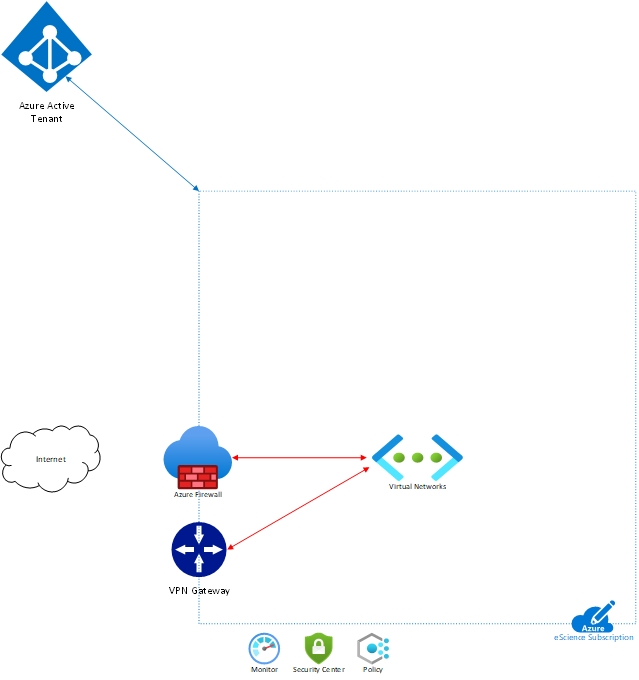 Azure Active
Tenant
Internet
Azure Firewall
Virtual Networks
VPN Gateway
Azure
eScience Subscription
Monitor
Security Center
Policy